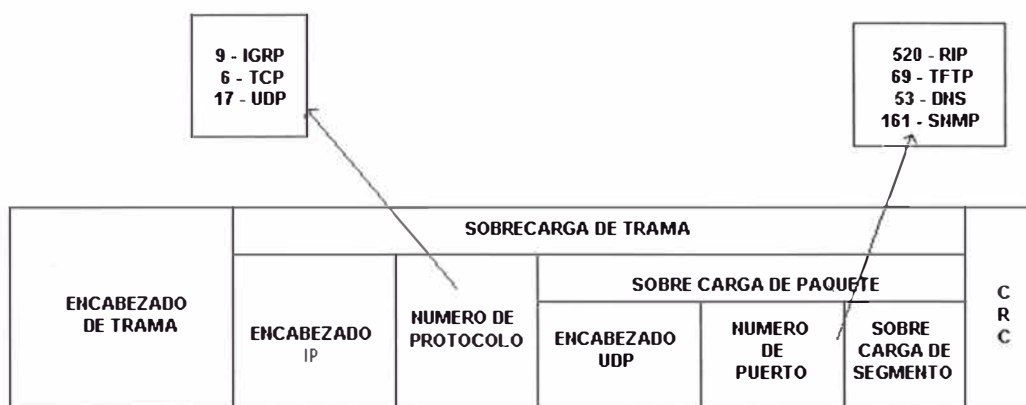 9 - IGRP
6 - TCP
17 - UDP
520 - RIP
69 - TFTP
53 - DNS
161 - SNMP
SOBRECARGA DE TRAMA
SOBRE CARGA DE PAQUETE
ENCABEZADO
DE TRAMA
ENCABEZADO
IP
NUMERO DE
PROTOCOLO
ENCABEZADO
UDP
NUMERO
DE
PUERTO
SOBRE
CARGA DE
SEGMENTO
C
R
C